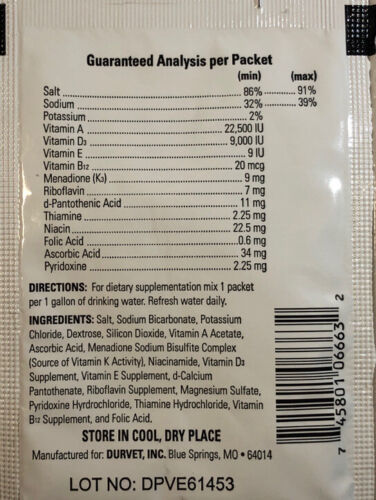 Guaranteed Analysis per Packet
(min) (max)
Salt 86% 91%
Sodium 32% 39%
Potassium 2%
Vitamin A 22,500 IU
Vitamin D3 9,000 IU
Vitamin E 9 IU
Vitamin B12 20 mcg
Menadione (K3) 9 mg
Riboflavin 7 mg
d-Pantothenic Acid 11 mg
Thiamine 2.25 mg
Niacin 22.5 mg
Folic Acid 0.6 mg
Ascorbic Acid 34 mg
Pyridoxine 2.25 mg
DIRECTIONS: For dietary supplementation mix 1 packet
per 1 gallon of drinking water. Refresh water daily.
INGREDIENTS: Salt, Sodium Bicarbonate, Potassium
Chloride, Dextrose, Silicon Dioxide, Vitamin A Acetate,
Ascorbic Acid, Menadione Sodium Bisulfite Complex
(Source of Vitamin K Activity), Niacinamide, Vitamin D3
Supplement, Vitamin E Supplement, d-Calcium
Pantothenate, Riboflavin Supplement, Magnesium Sulfate,
Pyridoxine Hydrochloride, Thiamine Hydrochloride, Vitamin
B12 Supplement, and Folic Acid.
STORE IN COOL, DRY PLACE
Manufactured for: DURVET, INC. Blue Springs, MO • 64014
LOT NO: DPVE61453
7 45801 06663 2